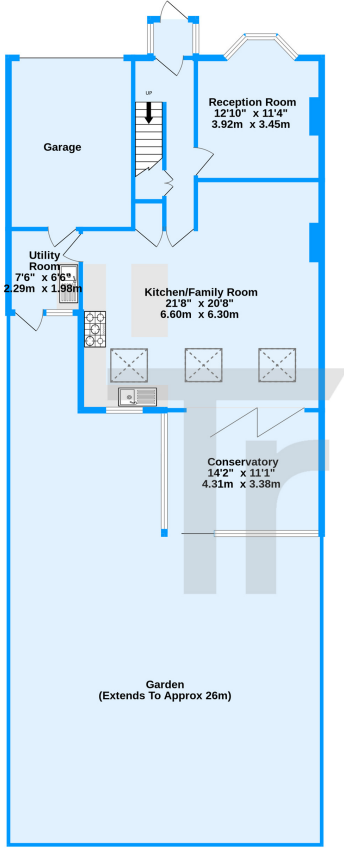 UP
Reception Room
12'10" x 11'4"
3.92m x 3.45m
Garage
Utility
Room
7'6" x 6'6"
2.29m x 1.98m
Kitchen/Family Room
21'8" x 20'8"
6.60m x 6.30m
Conservatory
14'2" x 11'1"
4.31m x 3.38m
Tr
Garden
(Extends To Approx 26m)